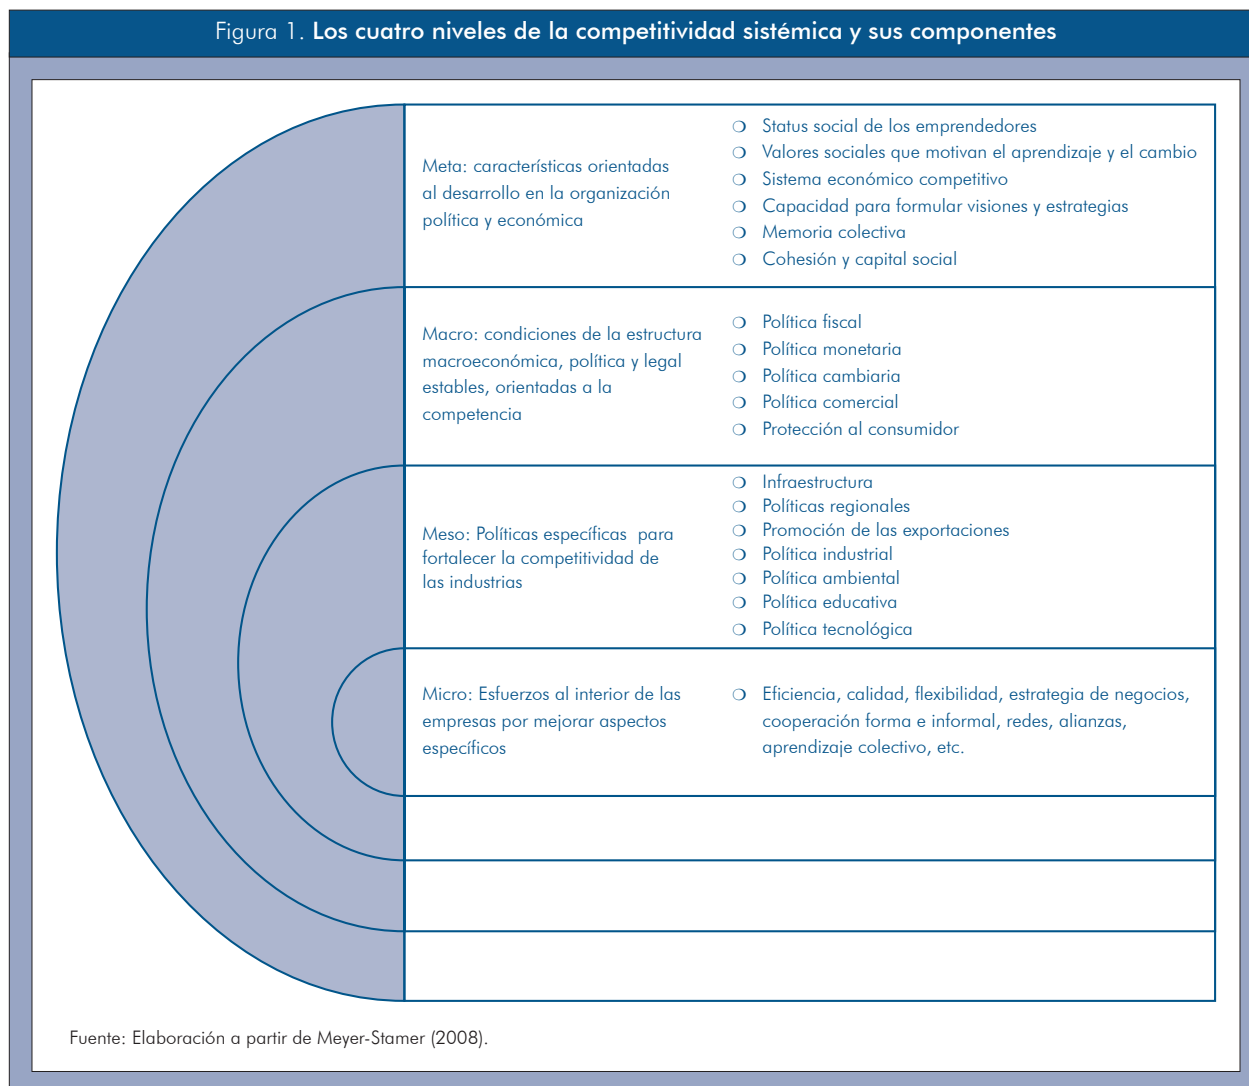 Figura 1. Los cuatro niveles de la competitividad sistémica y sus componentes
Meta: características orientadas
al desarrollo en la organización
política y económica
❍ Status social de los emprendedores
❍ Valores sociales que motivan el aprendizaje y el cambio
❍ Sistema económico competitivo
❍ Capacidad para formular visiones y estrategias
❍ Memoria colectiva
❍ Cohesión y capital social
Macro: condiciones de la estructura
macroeconómica, política y legal
estables, orientadas a la
competencia
❍ Política fiscal
❍ Política monetaria
❍ Política cambiaria
❍ Política comercial
❍ Protección al consumidor
Meso: Políticas específicas para
fortalecer la competitividad de
las industrias
❍ Infraestructura
❍ Políticas regionales
❍ Promoción de las exportaciones
❍ Política industrial
❍ Política ambiental
❍ Política educativa
❍ Política tecnológica
Micro: Esfuerzos al interior de las
empresas por mejorar aspectos
específicos
❍ Eficiencia, calidad, flexibilidad, estrategia de negocios,
cooperación forma e informal, redes, alianzas,
aprendizaje colectivo, etc.
Fuente: Elaboración a partir de Meyer-Stamer (2008).